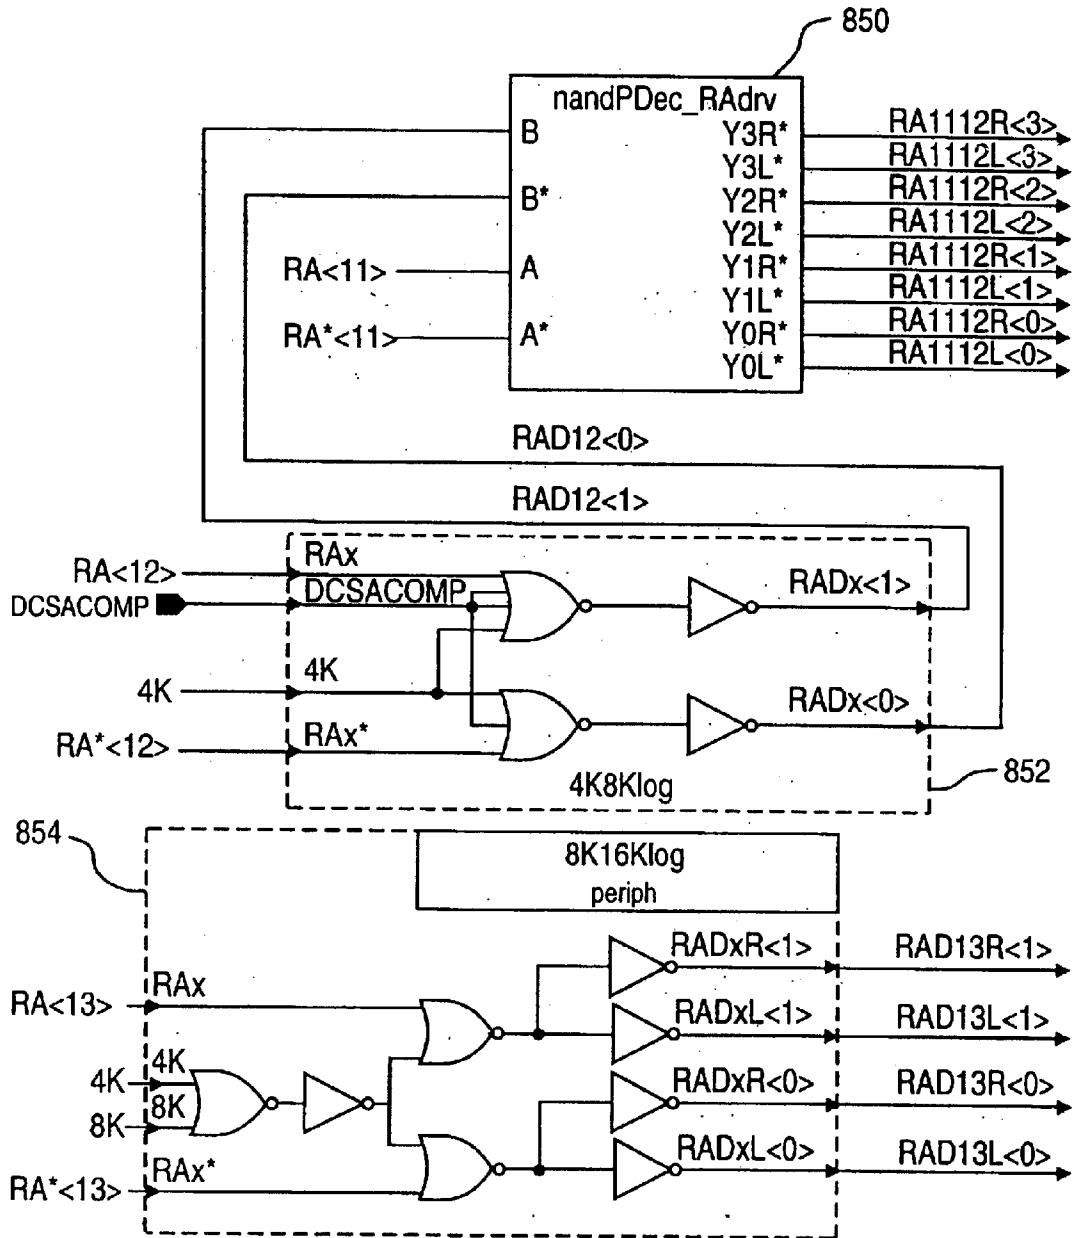 850
nandPDec_RAdrv
B
Y3R*
RA1112R<3>
Y3L*
RA1112L<3>
B*
Y2R*
RA1112R<2>
Y2L*
RA1112L<2>
RA<11>
A
Y1R*
RA1112R<1>
Y1L*
RA1112L<1>
RA*<11>
A*
Y0R*
RA1112R<0>
Y0L*
RA1112L<0>
RAD12<0>
RAD12<1>
RA<12>
RAx
RADx<1>
DCSACOMP
DCSACOMP
4K
4K
RADx<0>
RA*<12>
RAx*
4K8Klog
852
854
8K16Klog
periph
RADxR<1>
RAD13R<1>
RA<13>
RAx
RADxL<1>
RAD13L<1>
4K
4K
RADxR<0>
RAD13R<0>
8K
8K
RADxL<0>
RAD13L<0>
RA*<13>
RAx*